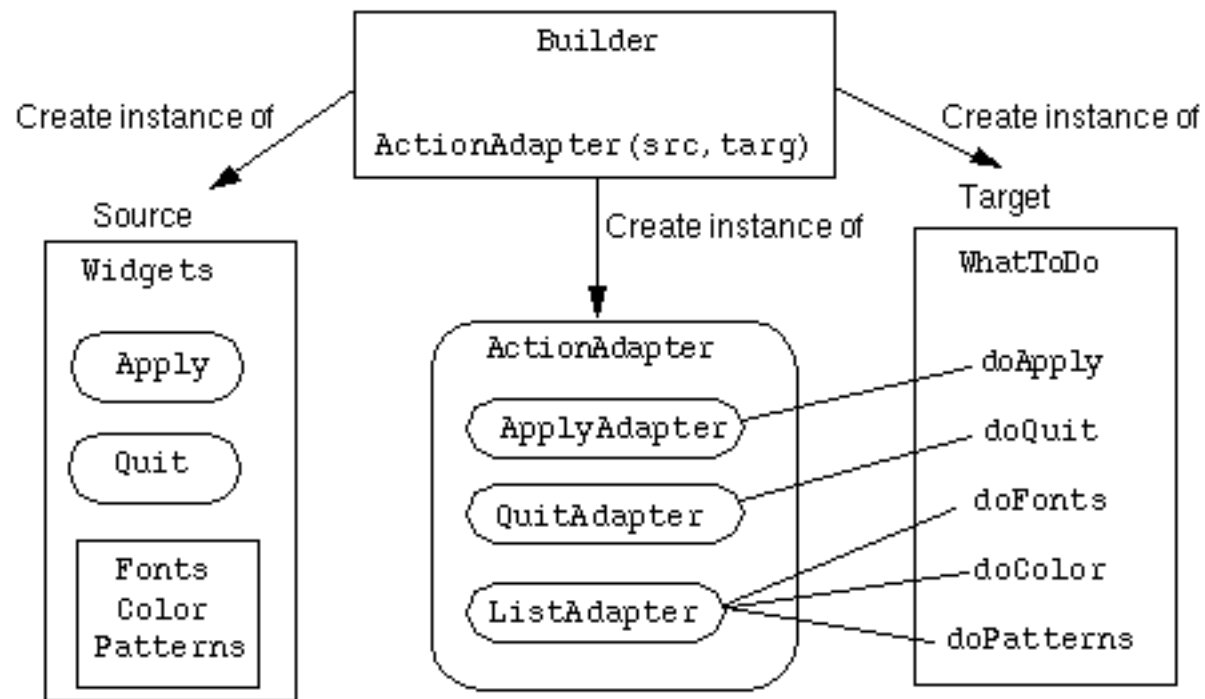 Builder
ActionAdapter(src,targ)
Create instance of
Create instance of
Create instance of
Source
Widgets
Apply
Quit
Fonts
Color
Patterns
ActionAdapter
ApplyAdapter
QuitAdapter
ListAdapter
Target
WhatToDo
doApply
doQuit
doFonts
doColor
doPatterns